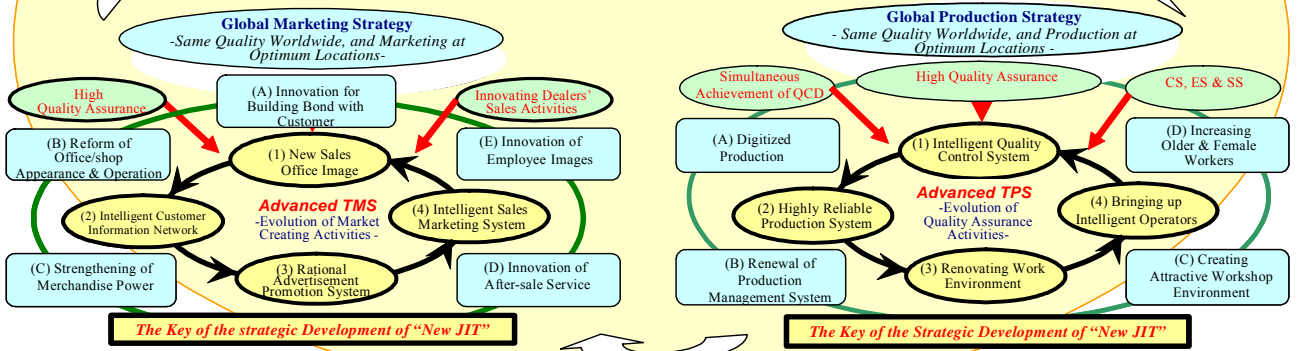 Global Marketing Strategy
-Same Quality Worldwide, and Marketing at
Optimum Locations-
High
Quality Assurance
(A) Innovation for
Building Bond with
Customer
Innovating Dealers'
Sales Activities
(B) Reform of
Office/shop
Appearance & Operation
(1) New Sales
Office Image
(E) Innovation of
Employee Images
(2) Intelligent Customer
Information Network
Advanced TMS
-Evolution of Market
Creating Activities -
(4) Intelligent Sales
Marketing System
(C) Strengthening of
Merchandise Power
(3) Rational
Advertisement
Promotion System
(D) Innovation of
After-sale Service
The Key of the strategic Development of “New JIT”
Global Production Strategy
- Same Quality Worldwide, and Production at
Optimum Locations -
Simultaneous
Achievement of QCD
High Quality Assurance
CS, ES & SS
(A) Digitized
Production
(1) Intelligent Quality
Control System
(D) Increasing
Older & Female
Workers
(2) Highly Reliable
Production System
Advanced TPS
-Evolution of
Quality Assurance
Activities-
(4) Bringing up
Intelligent Operators
(B) Renewal of
Production
Management System
(3) Renovating Work
Environment
(C) Creating
Attractive Workshop
Environment
The Key of the Strategic Development of “New JIT”